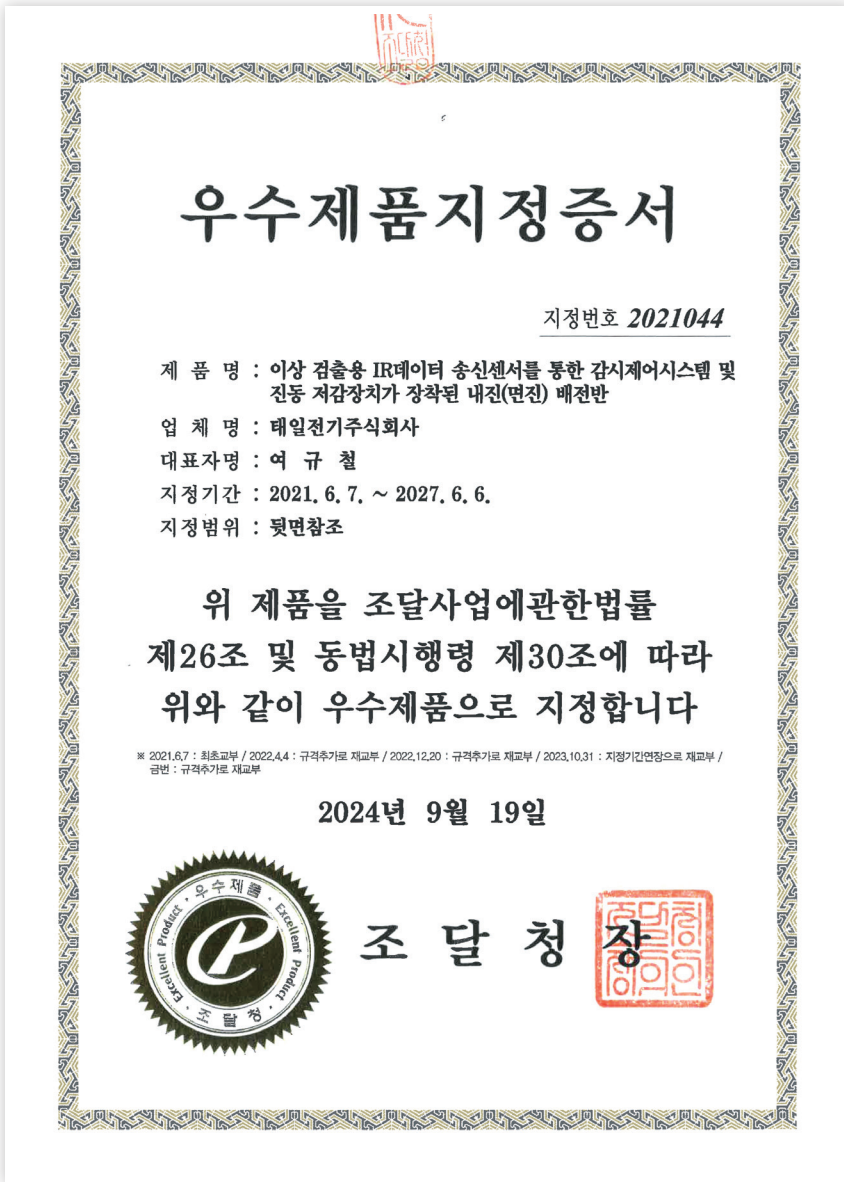 우수제품지정증서
지정번호 2021044
제 품 명 : 이상 검출용 IR데이터 송신센서를 통한 감시제어시스템 및
진동 저감장치가 장착된 내진(면진) 배전반
업 체 명 : 태일전기주식회사
대표자명 : 여 규 철
지정기간 : 2021. 6. 7. ~ 2027. 6. 6.
지정범위 : 뒷면참조
위 제품을 조달사업에관한법률
제26조 및 동법시행령 제30조에 따라
위와 같이 우수제품으로 지정합니다
※ 2021.6.7 : 최초교부 / 2022.4.4 : 규격추가로 재교부 / 2022.12.20 : 규격추가로 재교부 / 2023.10.31 : 지정기간연장으로 재교부 /
금번 : 규격추가로 재교부
2024년 9월 19일
· 우수제품 · Excellent Product · 조달청 · Excellent Product
조 달 청 장
조달청장의인